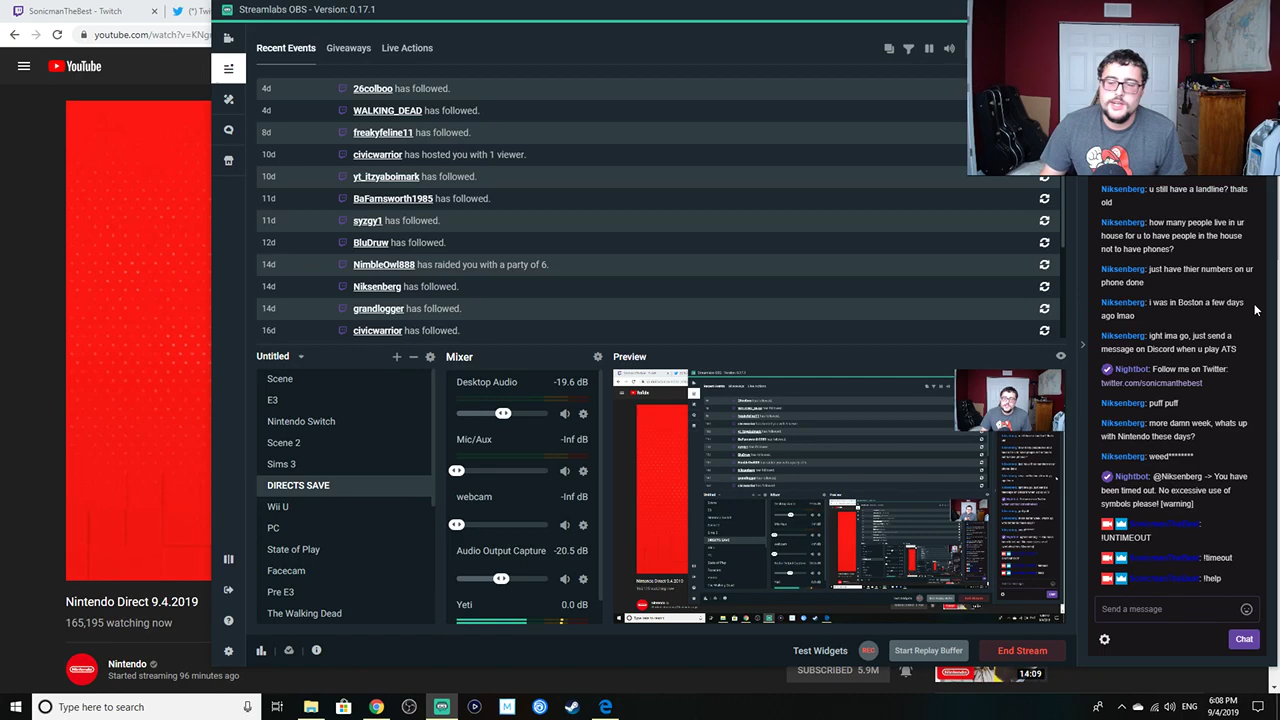 SonicmanTheBest - Twitch
Streamlabs OBS - Version: 0.17.1
youtube.com/watch?v=KN
YouTube
Recent Events
Giveaways
Live Actions
4d 26colboo has followed.
4d WALKING_DEAD has followed.
8d freakyfeline11 has followed.
10d civicwarrior has hosted you with 1 viewer.
10d yt_itzyabomark has followed.
11d BaFarnsworth1985 has followed.
11d syzgy1 has followed.
12d BluDruw has followed.
14d NimbleOwl888 has raided you with a party of 6.
14d Niksenberg has followed.
14d grandlogger has followed.
16d civicwarrior has followed.
Untitled
Scene
E3
Nintendo Switch
Scene 2
Sims 3
Wii U
PC
State of Play
Facecam
Pre E3
The Walking Dead
Mixer
Desktop Audio -19.6 dB
Mic/Aux -Inf dB
webcam -Inf dB
Audio Output Capture -20.5 dB
Yeti 0.0 dB
Preview
Niksenberg: u still have a landline? thats
old
Niksenberg: how many people live in ur
house for u to have people in the house
not to have phones?
Niksenberg: just have thier numbers on ur
phone done
Niksenberg: i was in Boston a few days
ago lmao
Niksenberg: ight ima go, just send a
message on Discord when u play ATS
Nightbot: Follow me on Twitter:
twitter.com/sonicmanthebest
Niksenberg: puff puff
Niksenberg: more damn week, whats up
with Nintendo these days?
Niksenberg: weed********
Nightbot: @Niksenberg -> You have
been timed out. No excessive use of
symbols please! [warning]
!UNTIMEOUT
!timeout
!help
Send a message
Chat
Nintendo Direct 9.4.2019
165,195 watching now
Nintendo
Started streaming 96 minutes ago
Test Widgets
REC
Start Replay Buffer
End Stream
SUBSCRIBED 5.9M
14:09
Type here to search
6:08 PM
9/4/2019